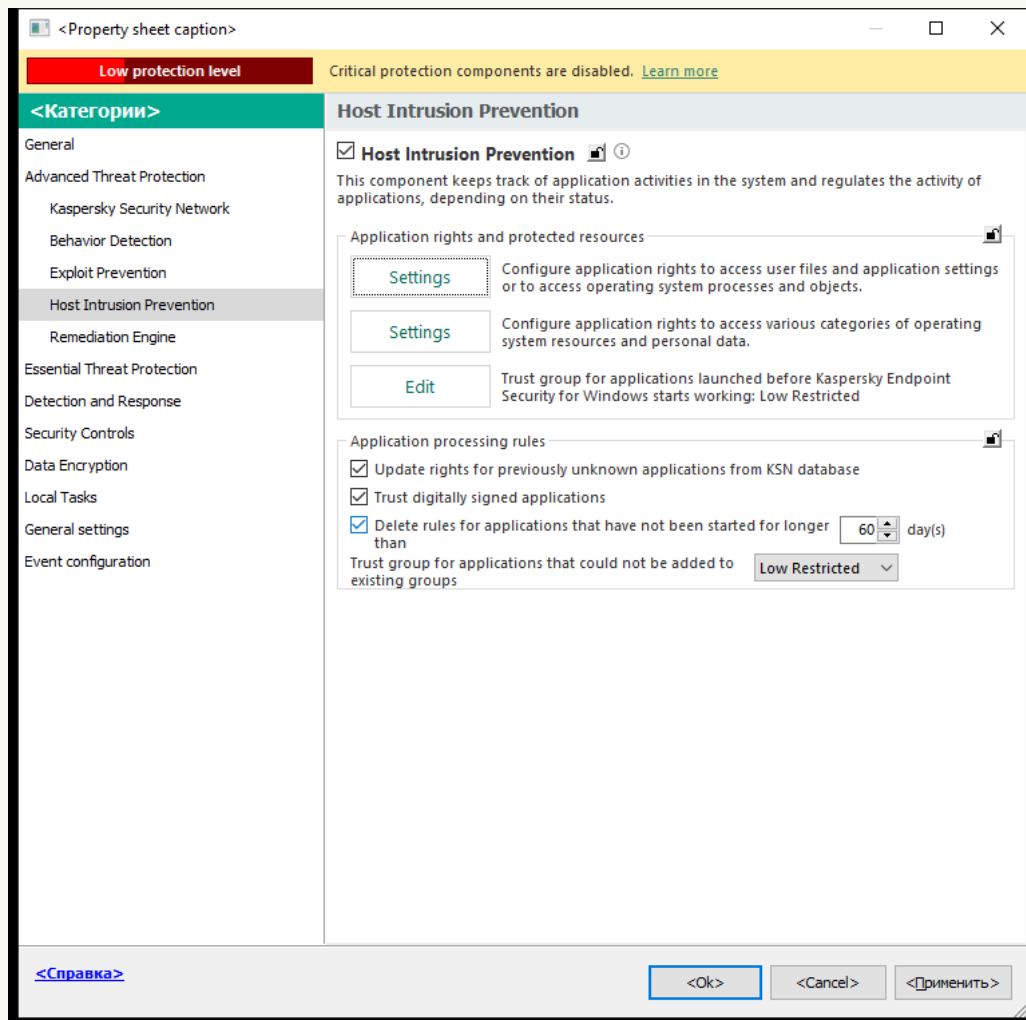 <Property sheet caption>
Low protection level
Critical protection components are disabled. Learn more
<Категории>
General
Advanced Threat Protection
Kaspersky Security Network
Behavior Detection
Exploit Prevention
Host Intrusion Prevention
Remediation Engine
Essential Threat Protection
Detection and Response
Security Controls
Data Encryption
Local Tasks
General settings
Event configuration
Host Intrusion Prevention
Host Intrusion Prevention
This component keeps track of application activities in the system and regulates the activity of
applications, depending on their status.
Application rights and protected resources
Settings
Configure application rights to access user files and application settings
or to access operating system processes and objects.
Settings
Configure application rights to access various categories of operating
system resources and personal data.
Edit
Trust group for applications launched before Kaspersky Endpoint
Security for Windows starts working: Low Restricted
Application processing rules
Update rights for previously unknown applications from KSN database
Trust digitally signed applications
Delete rules for applications that have not been started for longer
than
60 day(s)
Trust group for applications that could not be added to
existing groups
Low Restricted
<Справка>
<Ok>
<Cancel>
<Применить>